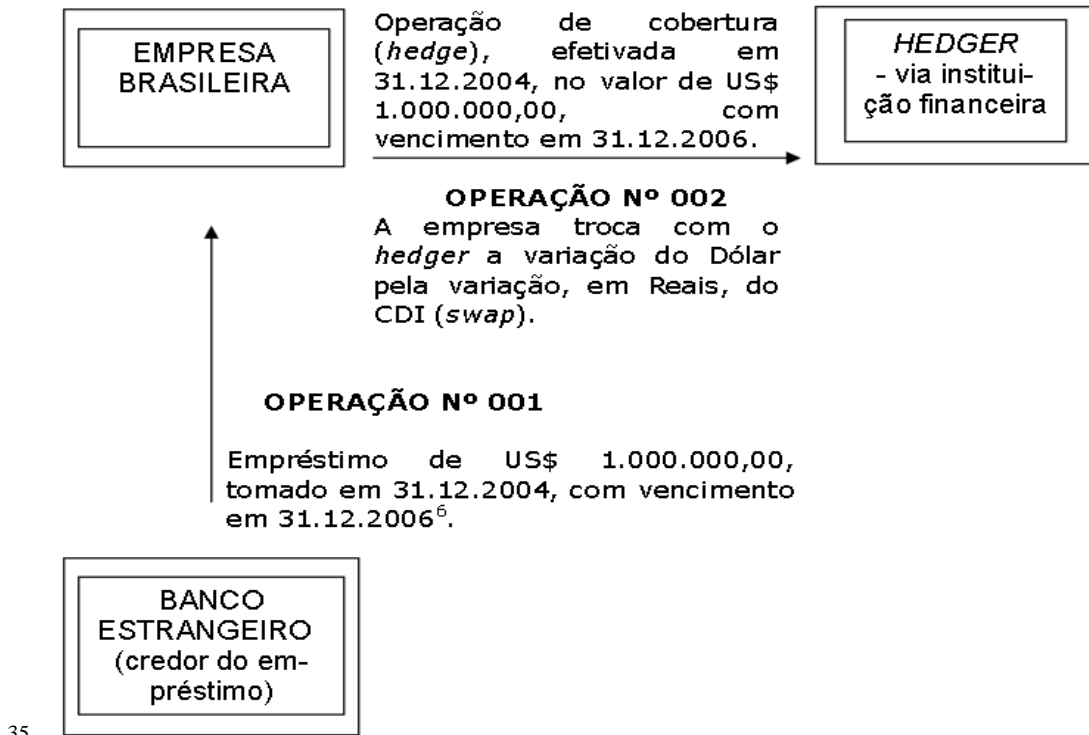 EMPRESA
BRASILEIRA
Operação de cobertura
(hedge), efetivada em
31.12.2004, no valor de US$
1.000.000,00, com
vencimento em 31.12.2006.
HEDGER
- via institui-
ção financeira
OPERAÇÃO Nº 002
A empresa troca com o
hedger a variação do Dólar
pela variação, em Reais, do
CDI (swap).
OPERAÇÃO Nº 001
Empréstimo de US$ 1.000.000,00,
tomado em 31.12.2004, com vencimento
em 31.12.2006⁶.
BANCO
ESTRANGEIRO
(credor do em-
préstimo)
35